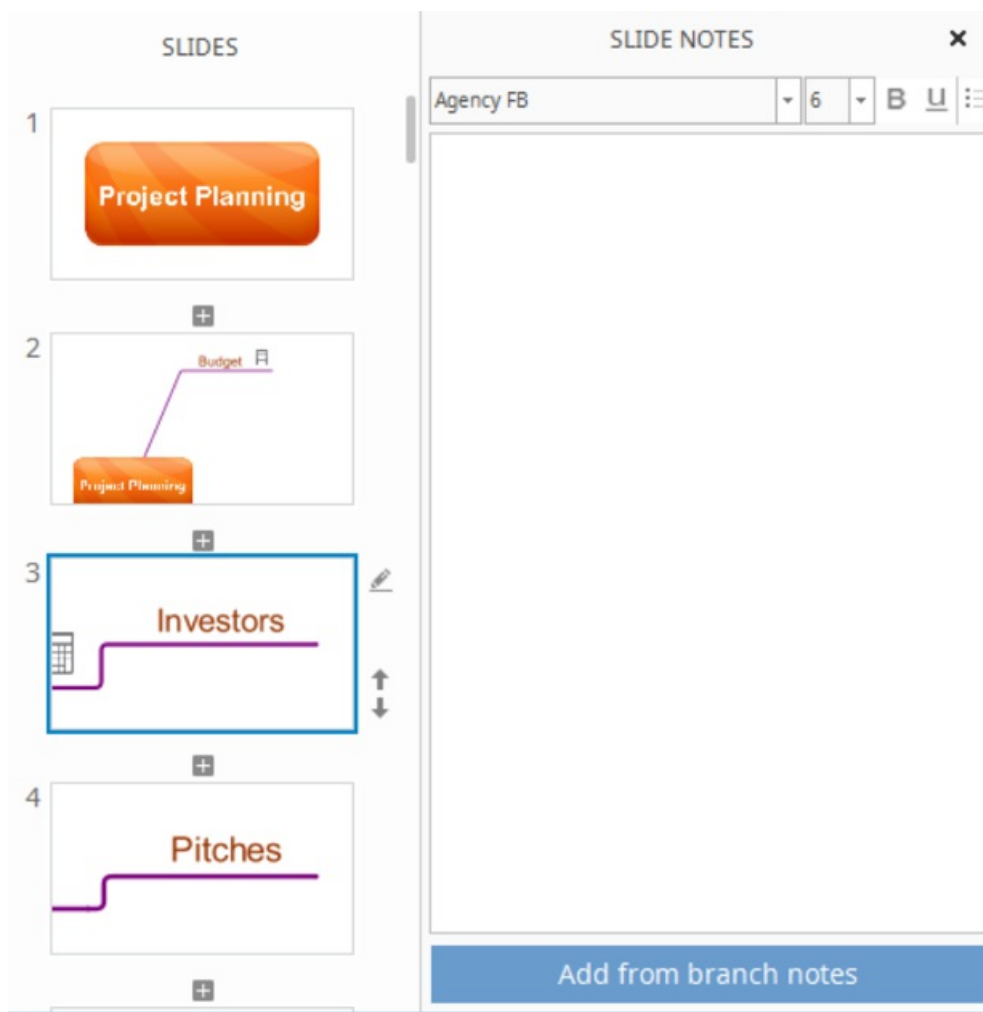 SLIDES
1
Project Planning
2
Budget
Project Planning
3
Investors
4
Pitches
SLIDE NOTES
Agency FB
6
B U
Add from branch notes